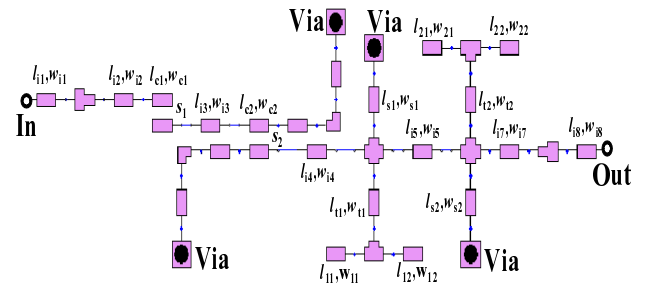 Via
Via
l21,w21
l22,w22
li1,wi1
li2,wi2
lc1,wc1
In
s1
li3,wi3
lc2,wc2
ls1,ws1
lt2,wt2
s2
li5,wi5
li7,wi7
li8,wi8
li4,wi4
Out
lt1,wt1
ls2,ws2
Via
Via
l11,w11
l12,w12